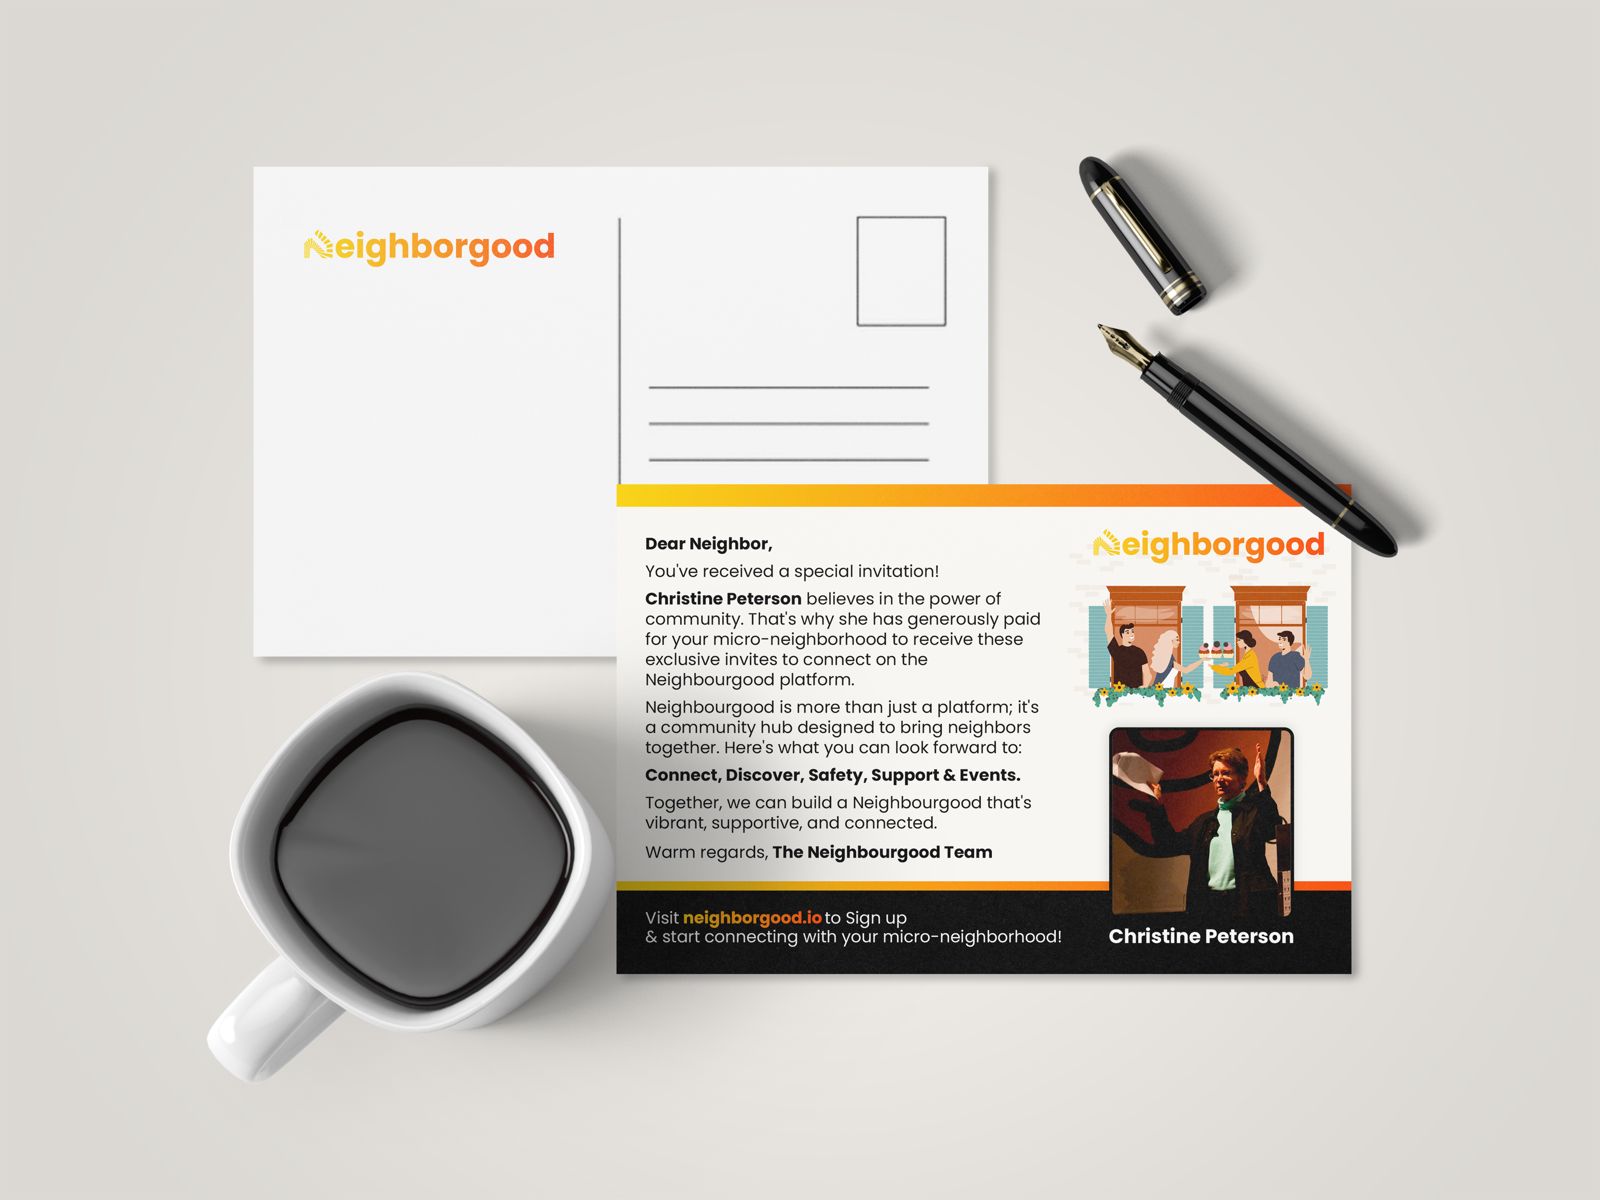 Neighborgood
Dear Neighbor,
You've received a special invitation!
Christine Peterson believes in the power of
community. That's why she has generously paid
for your micro-neighborhood to receive these
exclusive invites to connect on the
Neighbourgood platform.
Neighbourgood is more than just a platform; it's
a community hub designed to bring neighbors
together. Here's what you can look forward to:
Connect, Discover, Safety, Support & Events.
Together, we can build a Neighbourgood that's
vibrant, supportive, and connected.
Warm regards, The Neighbourgood Team
Neighborgood
Visit neighborgood.io to Sign up
& start connecting with your micro-neighborhood!
Christine Peterson